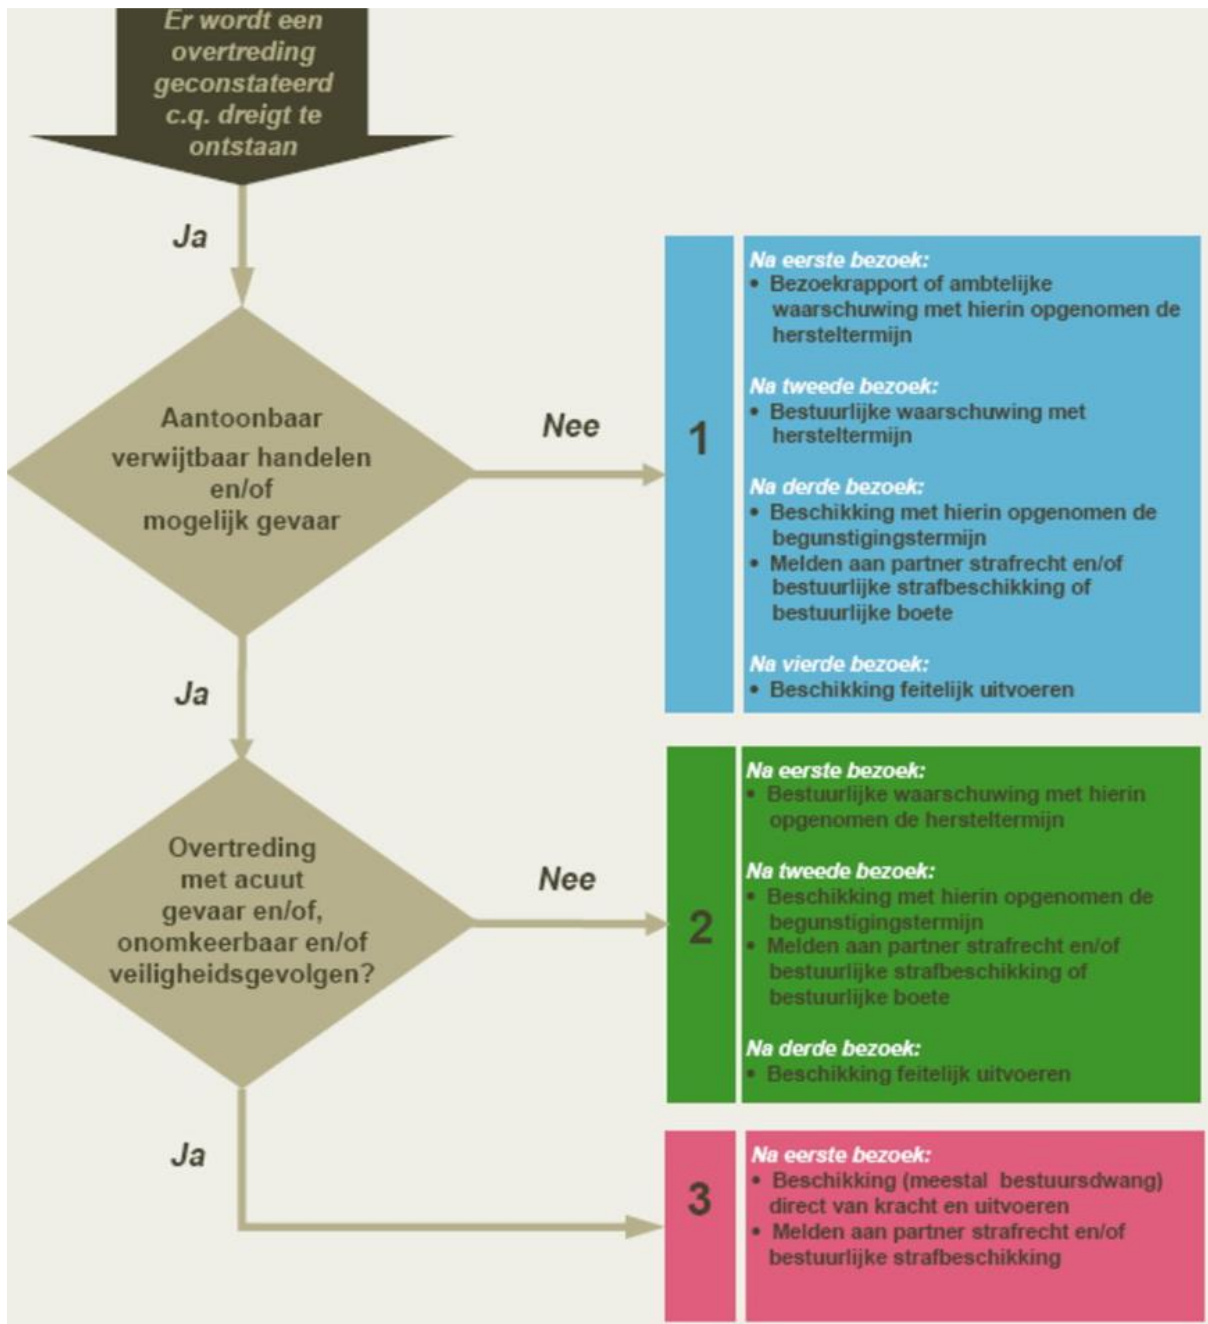 Er wordt een
overtreding
geconstateerd
c.q. dreigt te
ontstaan
Ja
Aantoonbaar
verwijtbaar handelen
en/of
mogelijk gevaar
Nee
1
Na eerste bezoek:
• Bezoekrapport of ambtelijke
waarschuwing met hierin opgenomen de
hersteltermijn
Na tweede bezoek:
• Bestuurlijke waarschuwing met
hersteltermijn
Na derde bezoek:
• Beschikking met hierin opgenomen de
begunstigingstermijn
• Melden aan partner strafrecht en/of
bestuurlijke strafbeschikking of
bestuurlijke boete
Na vierde bezoek:
• Beschikking feitelijk uitvoeren
Ja
Overtreding
met acuut
gevaar en/of,
onomkeerbaar en/of
veiligheidsgevolgen?
Nee
2
Na eerste bezoek:
• Bestuurlijke waarschuwing met hierin
opgenomen de hersteltermijn
Na tweede bezoek:
• Beschikking met hierin opgenomen de
begunstigingstermijn
• Melden aan partner strafrecht en/of
bestuurlijke strafbeschikking of
bestuurlijke boete
Na derde bezoek:
• Beschikking feitelijk uitvoeren
Ja
3
Na eerste bezoek:
• Beschikking (meestal bestuursdwang)
direct van kracht en uitvoeren
• Melden aan partner strafrecht en/of
bestuurlijke strafbeschikking